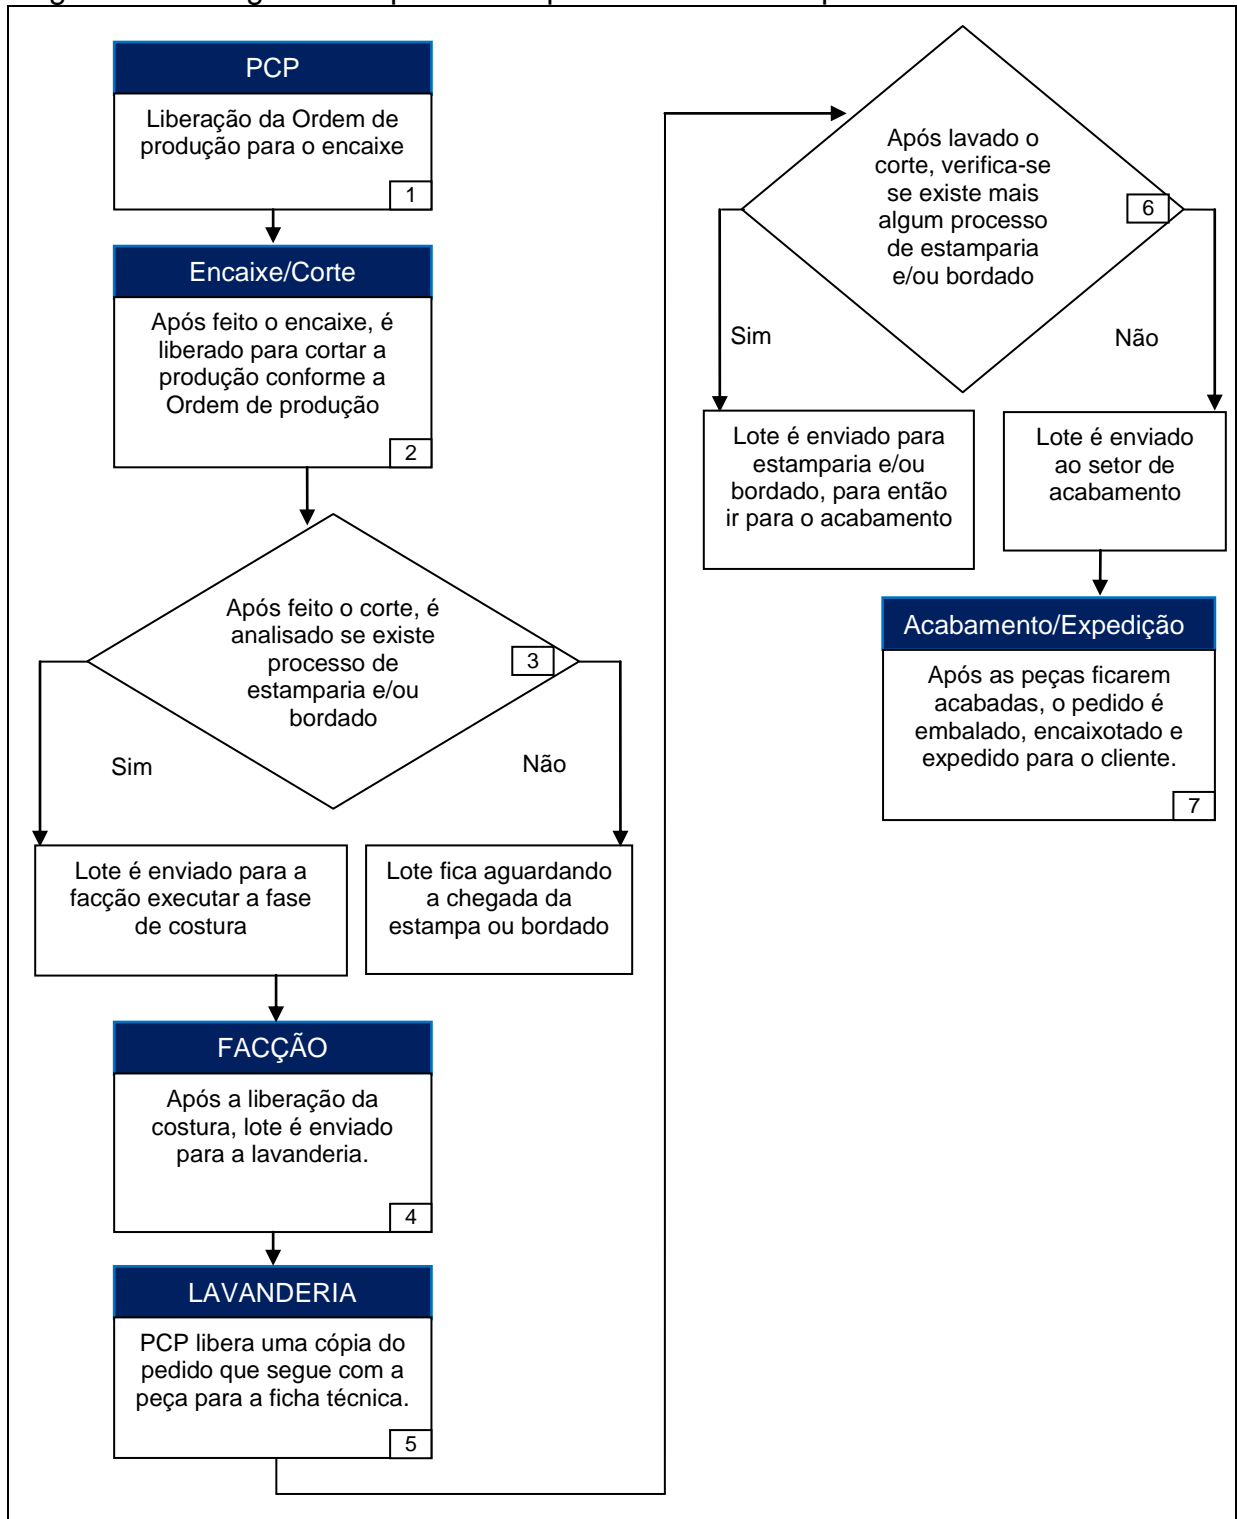 PCP
Liberação da Ordem de
produção para o encaixe
1
Encaixe/Corte
Após feito o encaixe, é
liberado para cortar a
produção conforme a
Ordem de produção
2
Após feito o corte, é
analisado se existe
processo de
estamparia e/ou
bordado
3
Sim
Não
Lote é enviado para a
facção executar a fase
de costura
Lote fica aguardando
a chegada da
estampa ou bordado
FACÇÃO
Após a liberação da
costura, lote é enviado
para a lavanderia.
4
LAVANDERIA
PCP libera uma cópia do
pedido que segue com a
peça para a ficha técnica.
5
Após lavado o
corte, verifica-se
se existe mais
algum processo
de estamparia
e/ou bordado
6
Sim
Não
Lote é enviado para
estamparia e/ou
bordado, para então
ir para o acabamento
Lote é enviado
ao setor de
acabamento
Acabamento/Expedição
Após as peças ficarem
acabadas, o pedido é
embalado, encaixotado e
expedido para o cliente.
7